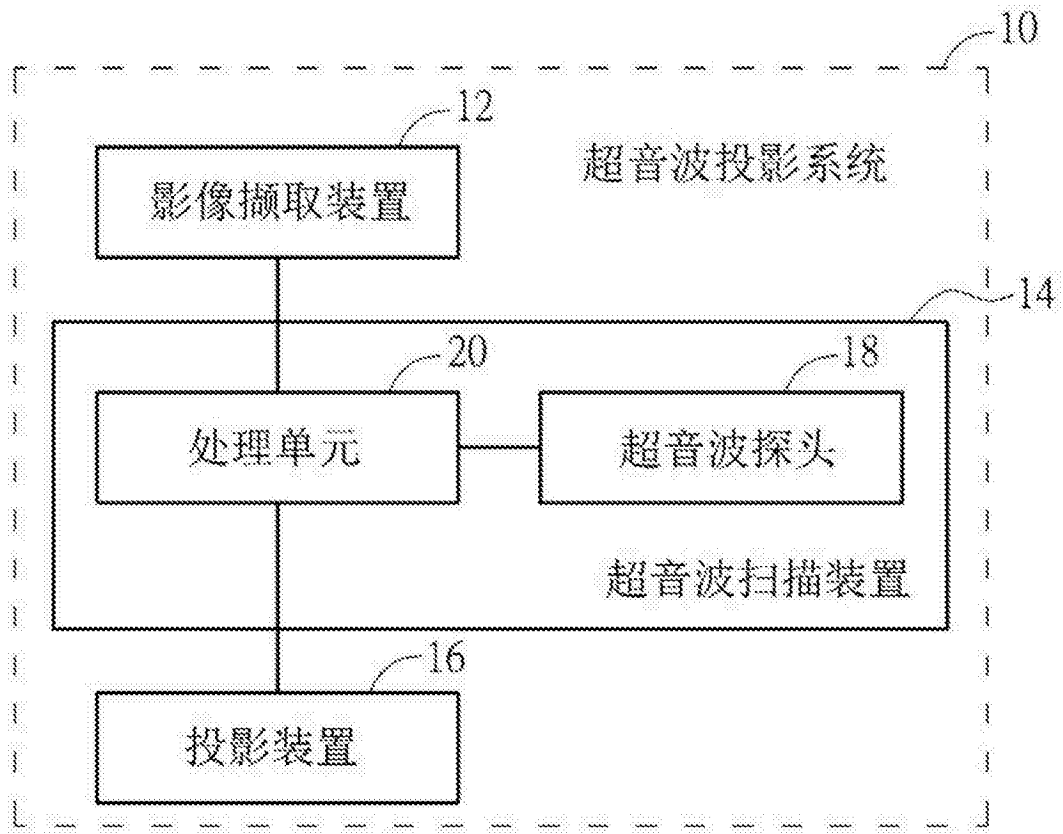 10
12
超音波投影系统
影像撷取装置
14
20
18
处理单元
超音波探头
超音波扫描装置
16
投影装置